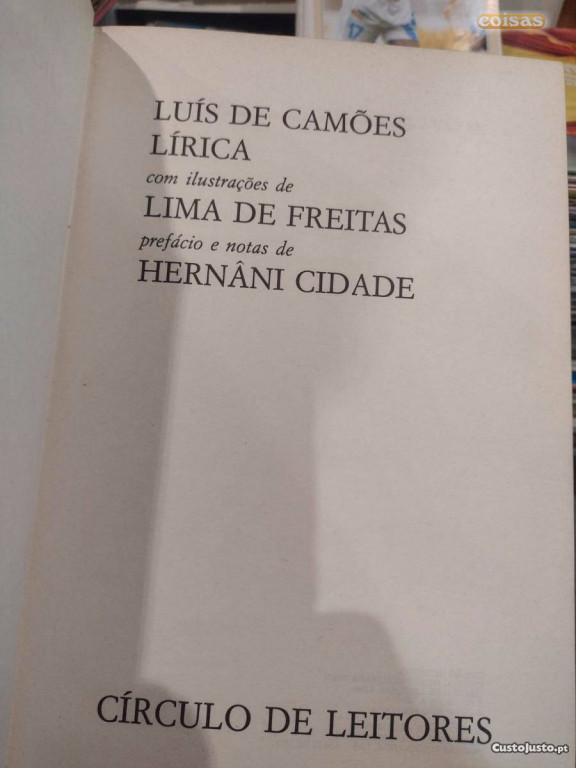 coisas
17
LUÍS DE CAMÕES
LÍRICA
com ilustrações de
LIMA DE FREITAS
prefácio e notas de
HERNÂNI CIDADE
CÍRCULO DE LEITORES
CustoJusto.pt